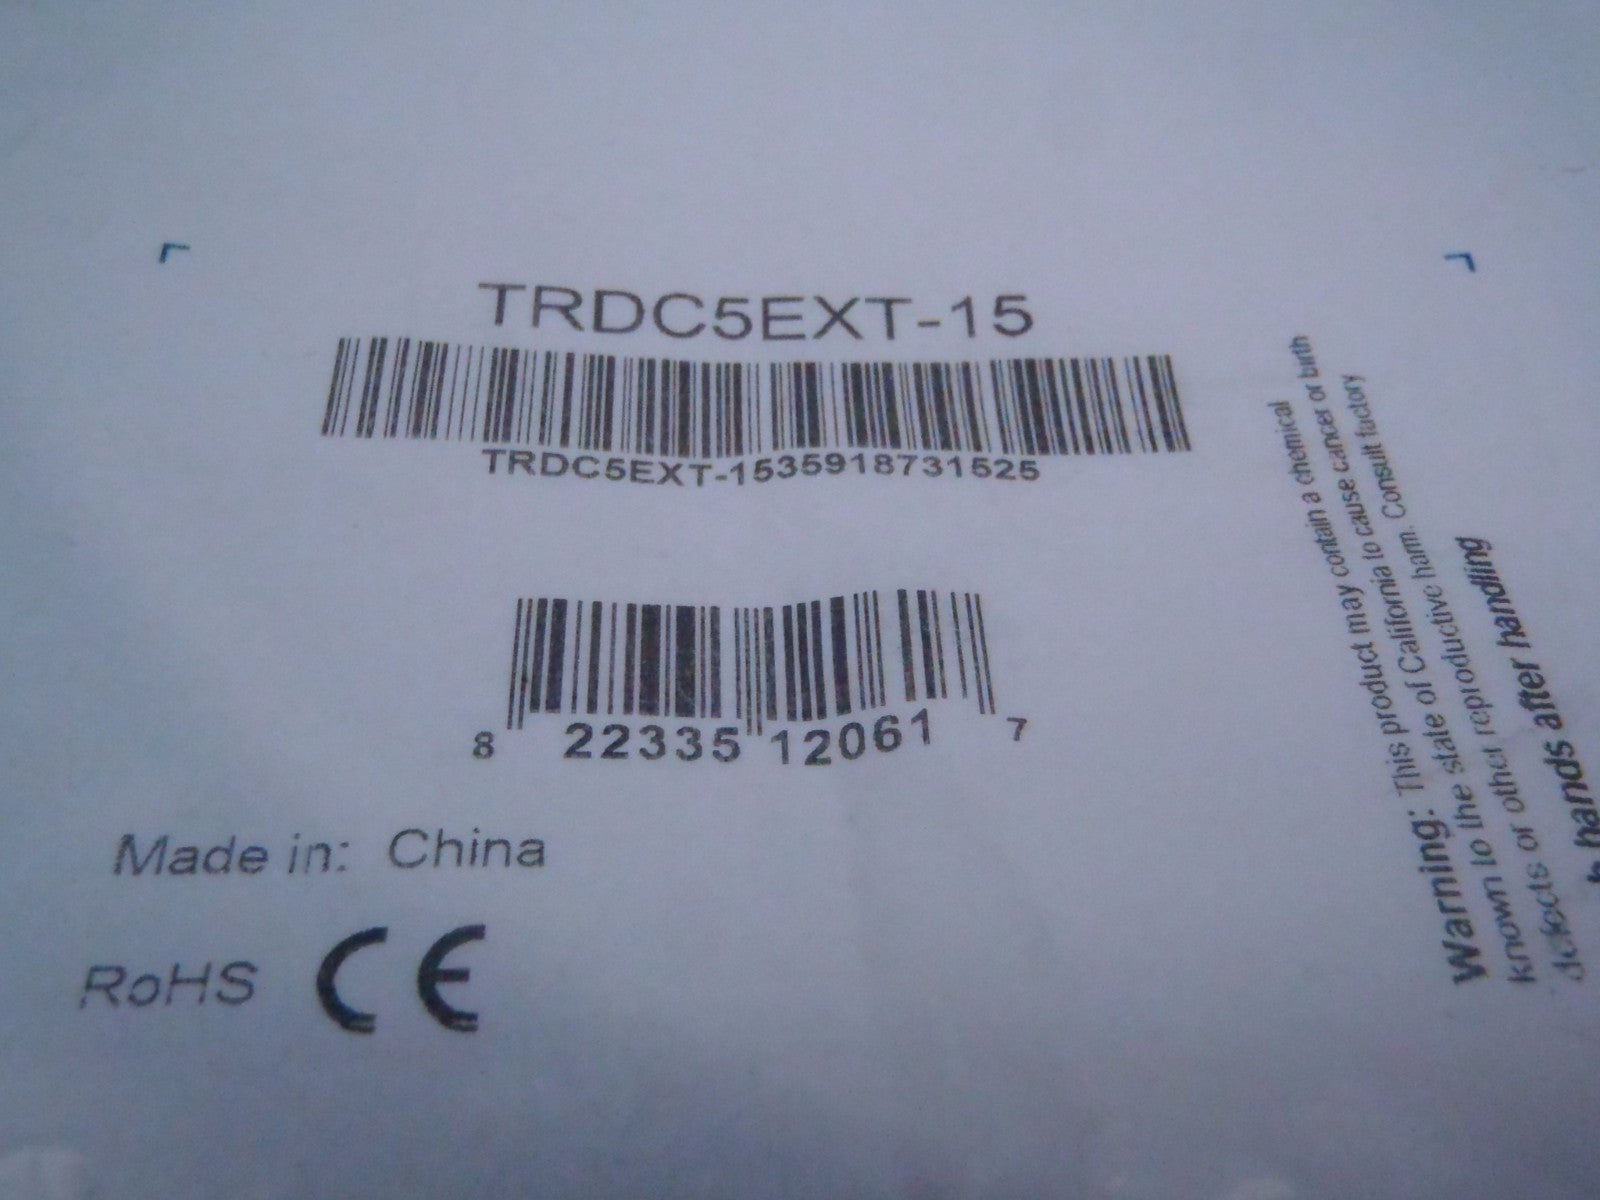 TRDC5EXT-15
TRDC5EXT-1535918731525
8 22335 12061 7
Made in: China
RoHS CE
Warning: This product may contain a chemical
known to the state of California to cause cancer or birth
defects or other reproductive harm. Consult factory
hands after handling